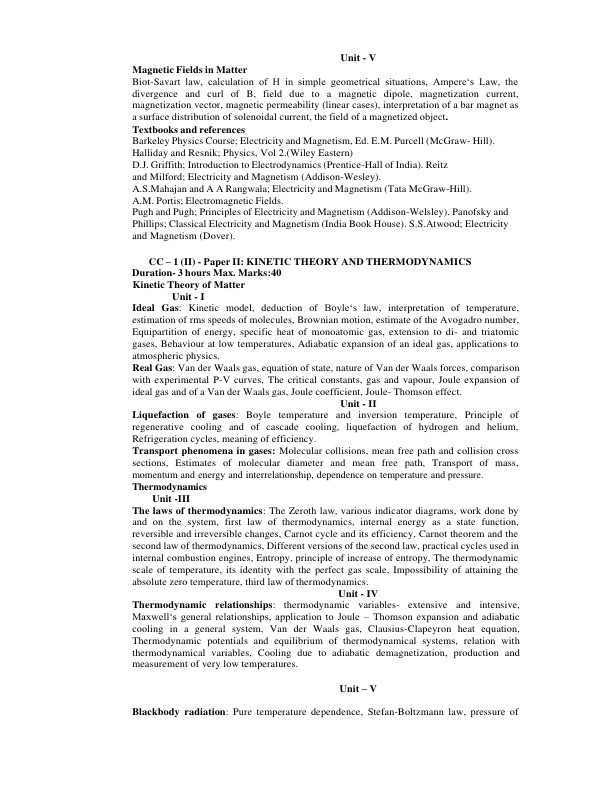 Unit - V
Magnetic Fields in Matter
Biot-Savart law, calculation of H in simple geometrical situations, Ampere‘s Law, the
divergence and curl of B, field due to a magnetic dipole, magnetization current,
magnetization vector, magnetic permeability (linear cases), interpretation of a bar magnet as
a surface distribution of solenoidal current, the field of a magnetized object.
Textbooks and references
Barkeley Physics Course; Electricity and Magnetism, Ed. E.M. Purcell (McGraw- Hill).
Halliday and Resnik; Physics, Vol 2.(Wiley Eastern)
D.J. Griffith; Introduction to Electrodynamics (Prentice-Hall of India). Reitz
and Milford; Electricity and Magnetism (Addison-Wesley).
A.S.Mahajan and A A Rangwala; Electricity and Magnetism (Tata McGraw-Hill).
A.M. Portis; Electromagnetic Fields.
Pugh and Pugh; Principles of Electricity and Magnetism (Addison-Welsley). Panofsky and
Phillips; Classical Electricity and Magnetism (India Book House). S.S.Atwood; Electricity
and Magnetism (Dover).
CC – 1 (II) - Paper II: KINETIC THEORY AND THERMODYNAMICS
Duration- 3 hours Max. Marks:40
Kinetic Theory of Matter
Unit - I
Ideal Gas: Kinetic model, deduction of Boyle‘s law, interpretation of temperature,
estimation of rms speeds of molecules, Brownian motion, estimate of the Avogadro number,
Equipartition of energy, specific heat of monoatomic gas, extension to di- and triatomic
gases, Behaviour at low temperatures, Adiabatic expansion of an ideal gas, applications to
atmospheric physics.
Real Gas: Van der Waals gas, equation of state, nature of Van der Waals forces, comparison
with experimental P-V curves, The critical constants, gas and vapour, Joule expansion of
ideal gas and of a Van der Waals gas, Joule coefficient, Joule- Thomson effect.
Unit - II
Liquefaction of gases: Boyle temperature and inversion temperature, Principle of
regenerative cooling and of cascade cooling, liquefaction of hydrogen and helium,
Refrigeration cycles, meaning of efficiency.
Transport phenomena in gases: Molecular collisions, mean free path and collision cross
sections, Estimates of molecular diameter and mean free path, Transport of mass,
momentum and energy and interrelationship, dependence on temperature and pressure.
Thermodynamics
Unit -III
The laws of thermodynamics: The Zeroth law, various indicator diagrams, work done by
and on the system, first law of thermodynamics, internal energy as a state function,
reversible and irreversible changes, Carnot cycle and its efficiency, Carnot theorem and the
second law of thermodynamics, Different versions of the second law, practical cycles used in
internal combustion engines, Entropy, principle of increase of entropy, The thermodynamic
scale of temperature, its identity with the perfect gas scale, Impossibility of attaining the
absolute zero temperature, third law of thermodynamics.
Unit - IV
Thermodynamic relationships: thermodynamic variables- extensive and intensive,
Maxwell‘s general relationships, application to Joule – Thomson expansion and adiabatic
cooling in a general system, Van der Waals gas, Clausius-Clapeyron heat equation,
Thermodynamic potentials and equilibrium of thermodynamical systems, relation with
thermodynamical variables, Cooling due to adiabatic demagnetization, production and
measurement of very low temperatures.
Unit – V
Blackbody radiation: Pure temperature dependence, Stefan-Boltzmann law, pressure of